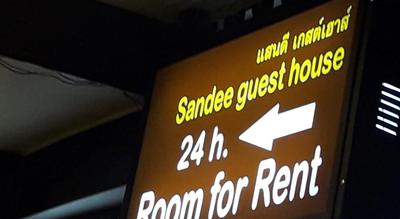 แสนดี เกสต์เฮาส์
Sandee guest house
24 h.
Room for Rent